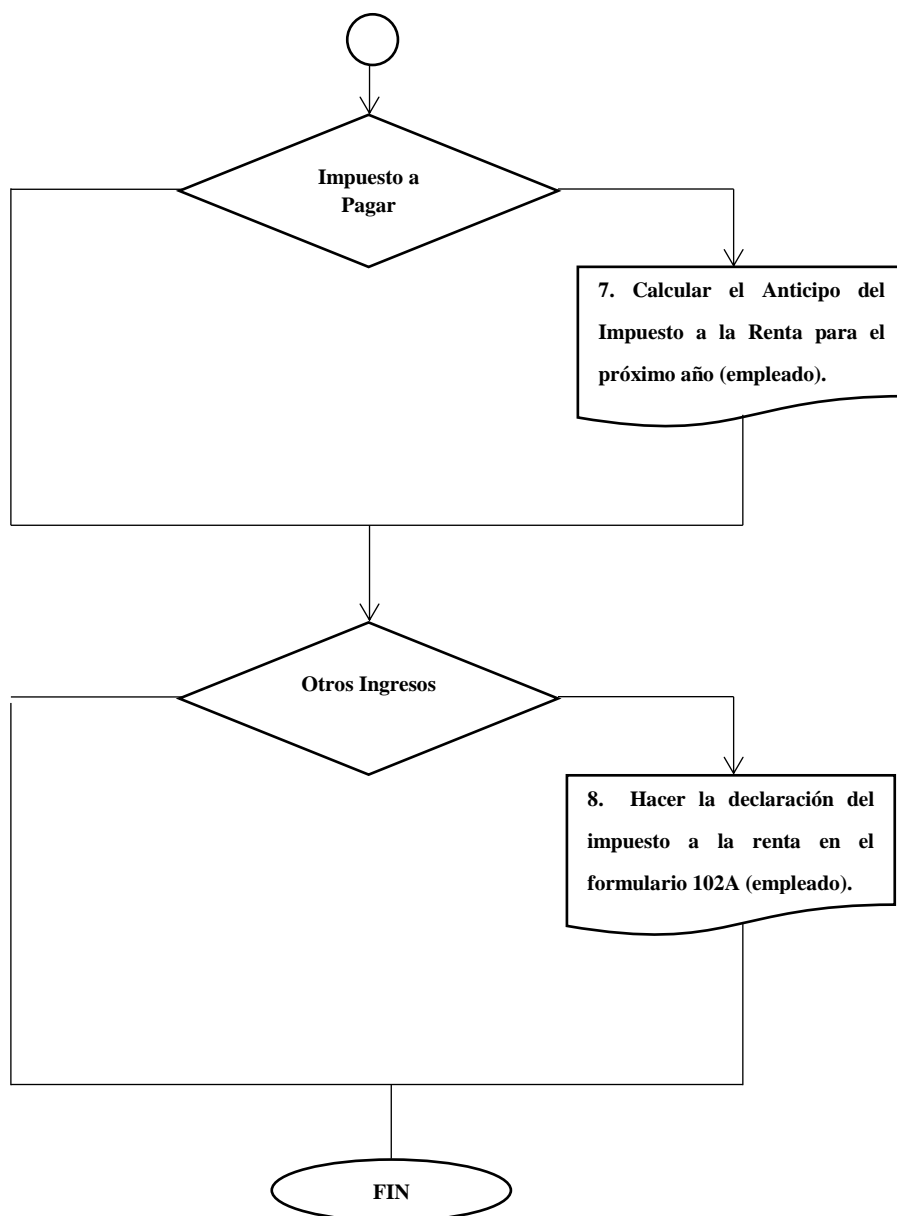 Impuesto a
Pagar
7. Calcular el Anticipo del
Impuesto a la Renta para el
próximo año (empleado).
Otros Ingresos
8. Hacer la declaración del
impuesto a la renta en el
formulario 102A (empleado).
FIN